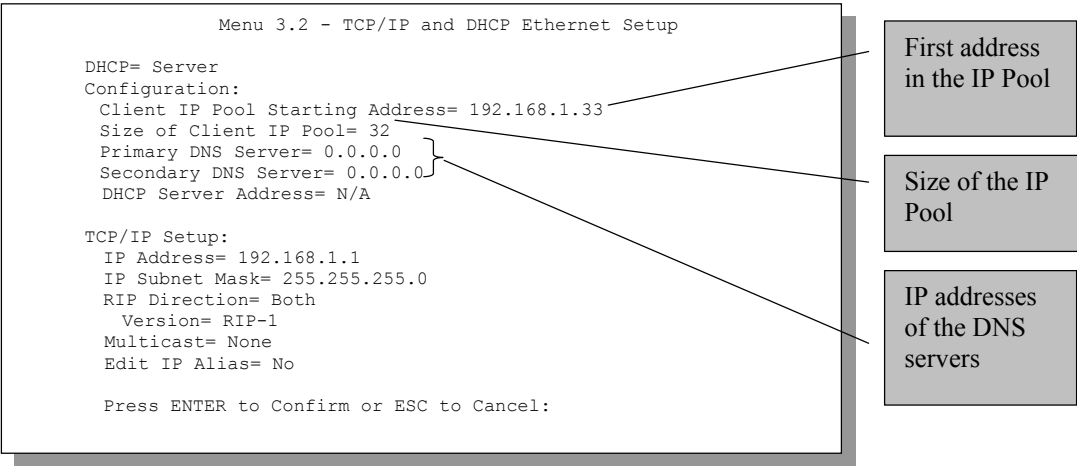 Menu 3.2 - TCP/IP and DHCP Ethernet Setup
DHCP= Server
Configuration:
Client IP Pool Starting Address= 192.168.1.33
Size of Client IP Pool= 32
Primary DNS Server= 0.0.0.0
Secondary DNS Server= 0.0.0.0
DHCP Server Address= N/A
TCP/IP Setup:
IP Address= 192.168.1.1
IP Subnet Mask= 255.255.255.0
RIP Direction= Both
Version= RIP-1
Multicast= None
Edit IP Alias= No
Press ENTER to Confirm or ESC to Cancel:
First address
in the IP Pool
Size of the IP
Pool
IP addresses
of the DNS
servers